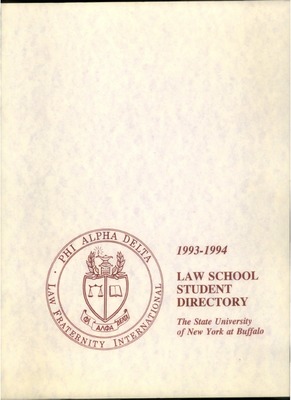 PHI ALPHA DELTA
LAW FRATERNITY INTERNATIONAL
1993-1994
LAW SCHOOL
STUDENT
DIRECTORY
The State University
of New York at Buffalo